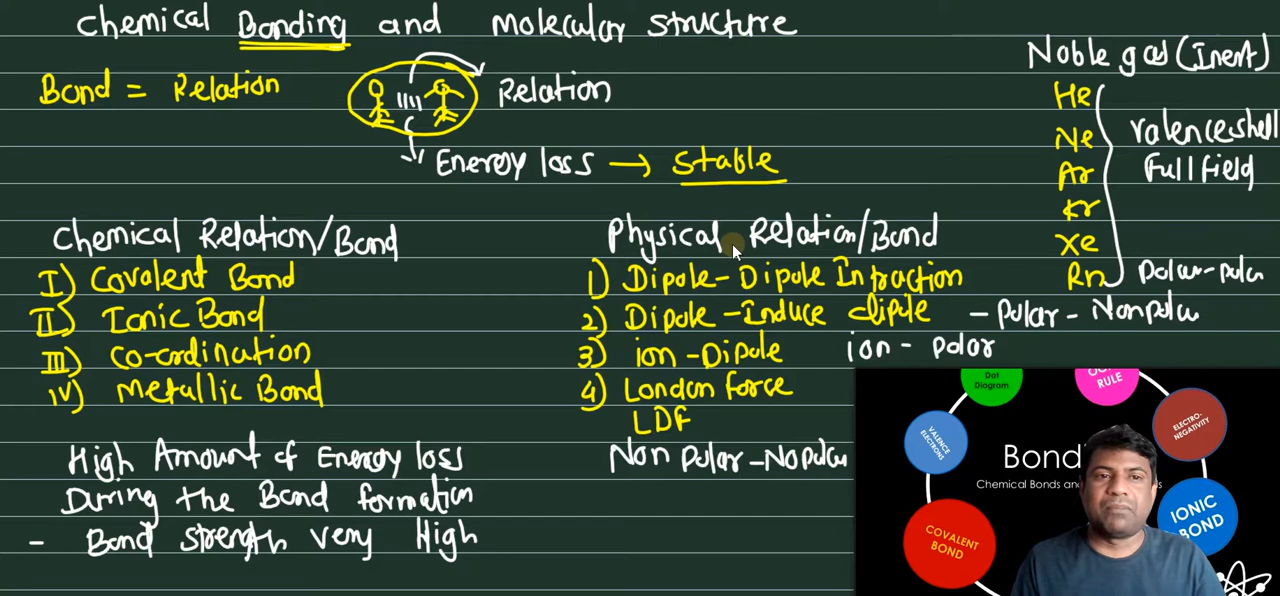 Chemical Bonding and molecular structure
Noble gas (Inert)
Bond = Relation
Relation
He
Ne
Ar
Kr
Xe
Rn
valence shell
Full field
Energy loss → stable
Chemical Relation/Bond
I) Covalent Bond
II) Ionic Bond
III) Co-ordination
IV) Metallic Bond
High Amount of Energy loss
During the Bond formation
- Bond strength very High
Physical Relation/Bond
1) Dipole-Dipole Intraction
Polar-polar
2) Dipole-Induce dipole - Polar-Nonpolar
3) ion-Dipole ion - polar
4) London force
LDF
Non polar-Nopolar
Dot
Diagram
RULE
VALENCE
ELECTRONS
ELECTRO-
NEGATIVITY
Bondi
Chemical Bonds and
COVALENT
BOND
IONIC
BOND